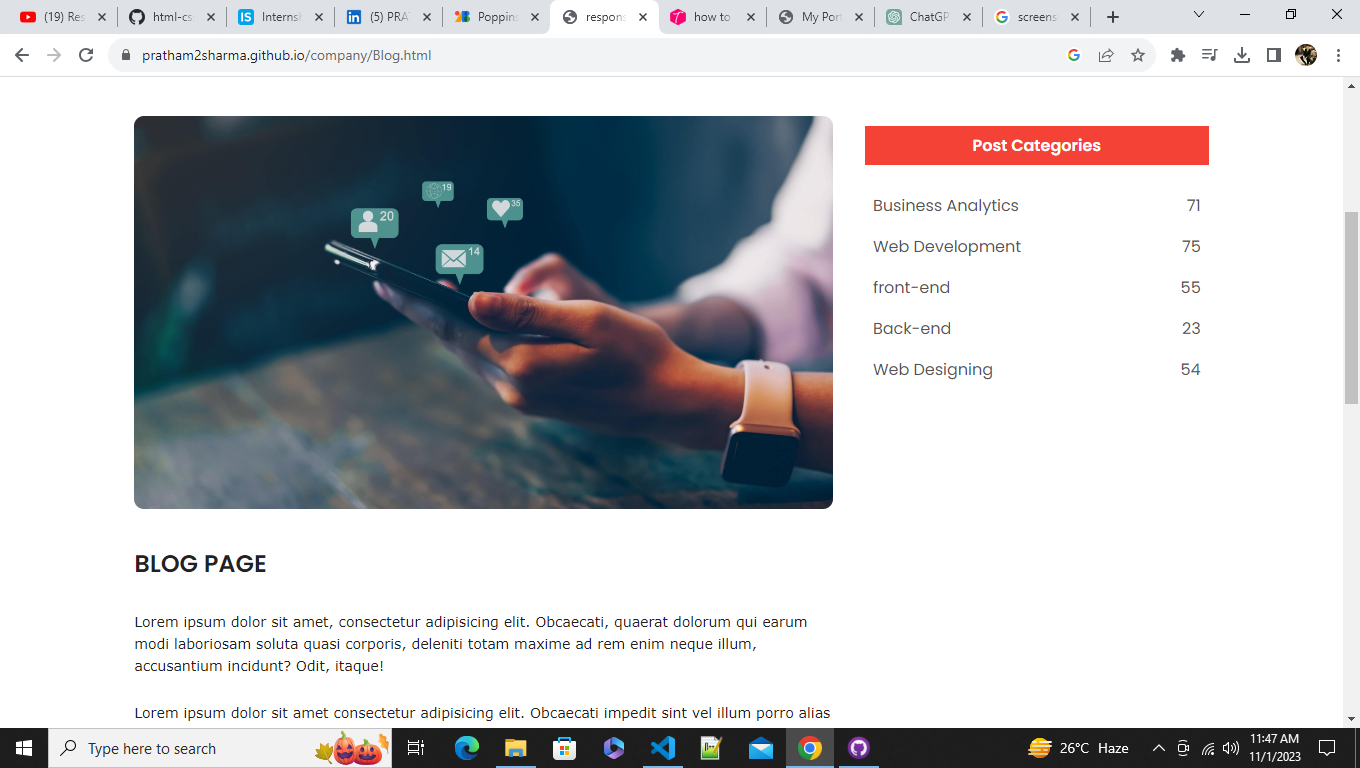 (19) Res
html-cs
Interns
(5) PRA
Poppins
respons
how to
My Port
ChatGP
screens
pratham2sharma.github.io/company/Blog.html
20
19
35
14
Post Categories
Business Analytics 71
Web Development 75
front-end 55
Back-end 23
Web Designing 54
BLOG PAGE
Lorem ipsum dolor sit amet, consectetur adipisicing elit. Obcaecati, quaerat dolorum qui earum
modi laboriosam soluta quasi corporis, deleniti totam maxime ad rem enim neque illum,
accusantium incidunt? Odit, itaque!
Lorem ipsum dolor sit amet consectetur adipisicing elit. Obcaecati impedit sint vel illum porro alias
Type here to search
26°C Haze
11:47 AM
11/1/2023